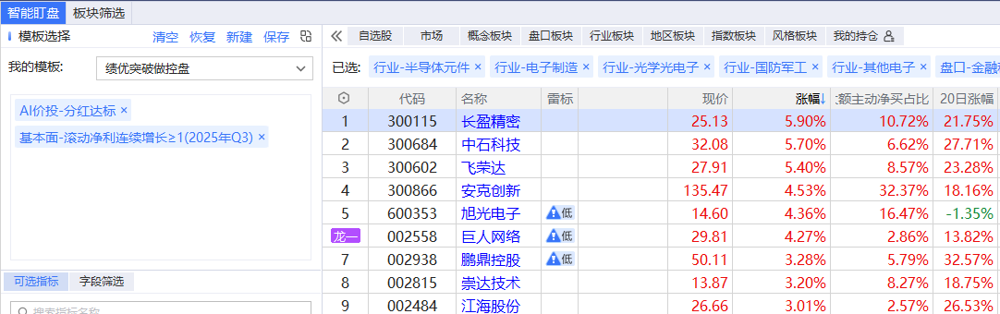 智能盯盘 板块筛选
模板选择 清空 恢复 新建 保存
自选股 市场 概念板块 盘口板块 行业板块 地区板块 指数板块 风格板块 我的持仓
我的模板: 绩优突破做控盘
已选: 行业-半导体元件 × 行业-电子制造 × 行业-光学光电子 × 行业-国防军工 × 行业-其他电子 × 盘口-金融
AI价投-分红达标 ×
基本面-滚动净利连续增长≥1(2025年Q3) ×
代码 名称 雷标 现价 涨幅↓ 额主动净买占比 20日涨幅
1 300115 长盈精密 25.13 5.90% 10.72% 21.75%
2 300684 中石科技 32.08 5.70% 6.62% 27.71%
3 300602 飞荣达 27.91 5.40% 8.57% 23.28%
4 300866 安克创新 135.47 4.53% 32.37% 18.16%
5 600353 旭光电子 低 14.60 4.36% 16.47% -1.35%
龙一 002558 巨人网络 低 29.81 4.27% 2.86% 13.82%
7 002938 鹏鼎控股 低 50.11 3.28% 5.79% 32.57%
8 002815 崇达技术 13.87 3.20% 8.27% 18.75%
9 002484 江海股份 26.66 3.01% 2.57% 26.53%
可选指标 字段筛选
搜索指标名称